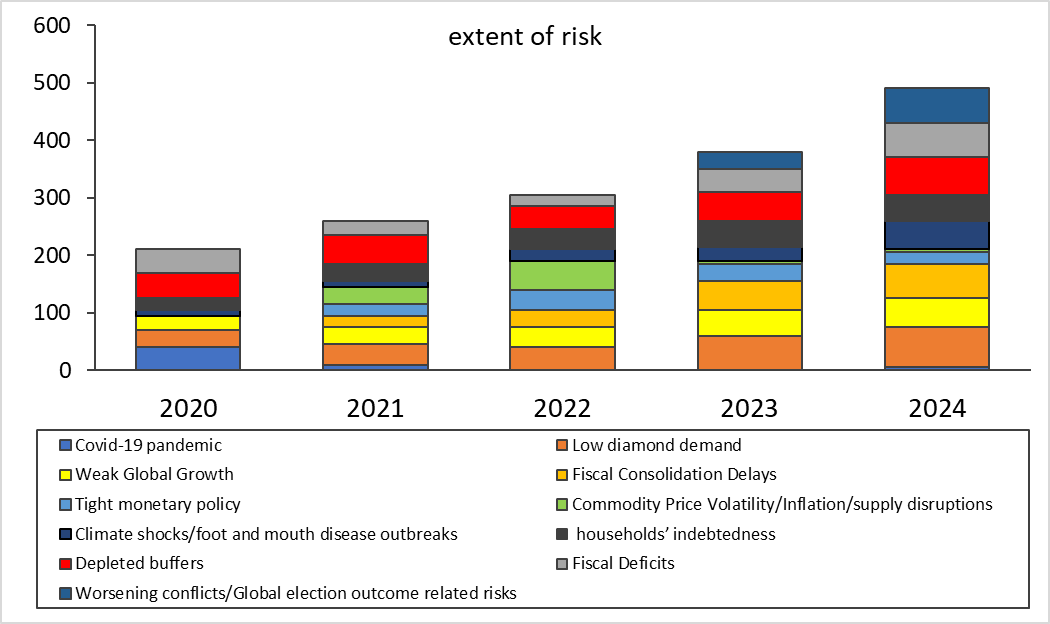 extent of risk
600
500
400
300
200
100
0
2020 2021 2022 2023 2024
Covid-19 pandemic Low diamond demand
Weak Global Growth Fiscal Consolidation Delays
Tight monetary policy Commodity Price Volatility/Inflation/supply disruptions
Climate shocks/foot and mouth disease outbreaks households’ indebtedness
Depleted buffers Fiscal Deficits
Worsening conflicts/Global election outcome related risks